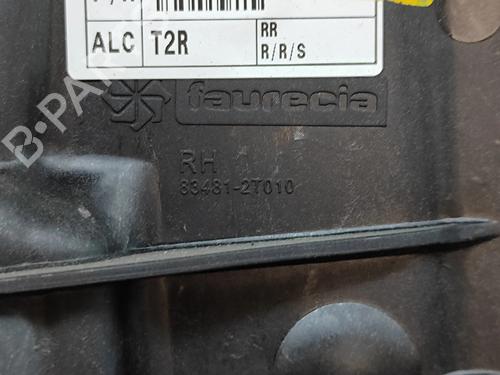 ALC T2R RR
R/R/S
faurecia
RH
83481-2T010
B-PARTS